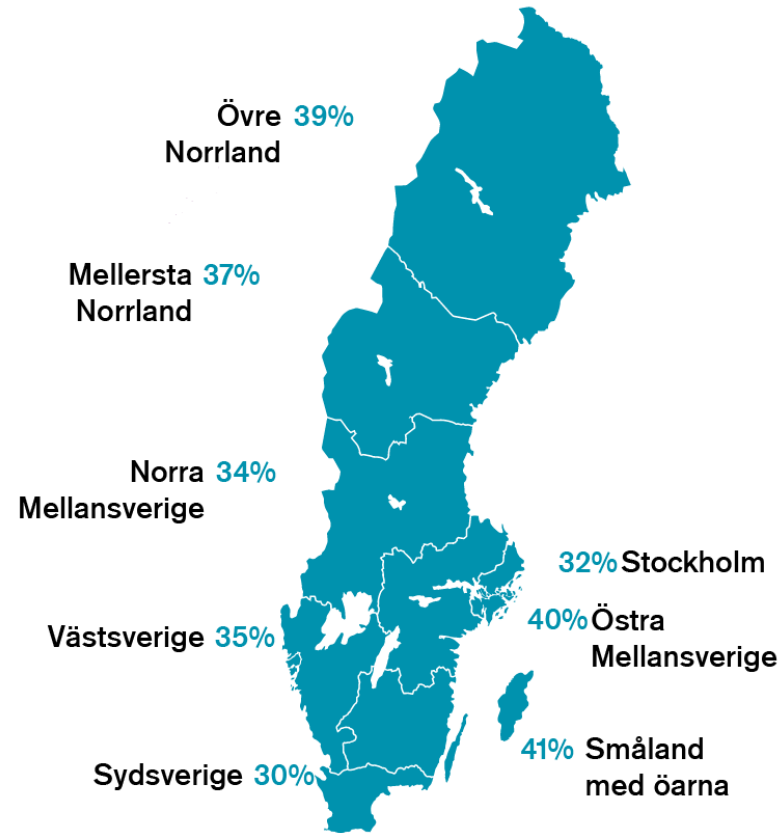 Övre 39%
Norrland
Mellersta 37%
Norrland
Norra 34%
Mellansverige
32% Stockholm
40% Östra
Mellansverige
Västsverige 35%
41% Småland
med öarna
Sydsverige 30%